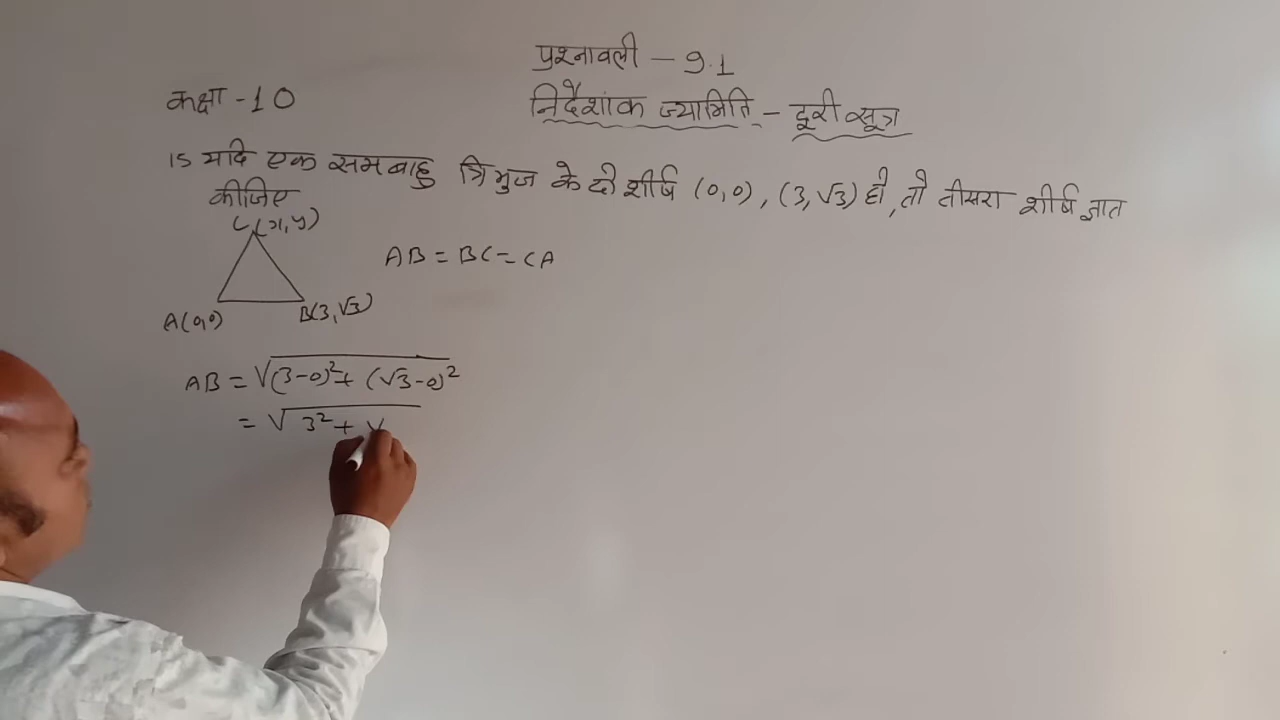 प्रश्नावली - 9.1
कक्षा - 10
निर्देशांक ज्यामिति - दूरी सूत्र
15 यदि एक समबाहु त्रिभुज के दो शीर्ष (0,0), (3,√3) हो, तो तीसरा शीर्ष ज्ञात
कीजिए
C(x,y)
AB = BC = CA
A(0,0)
B(3,√3)
AB = √(3-0)²+ (√3-0)²
= √ 3² + √